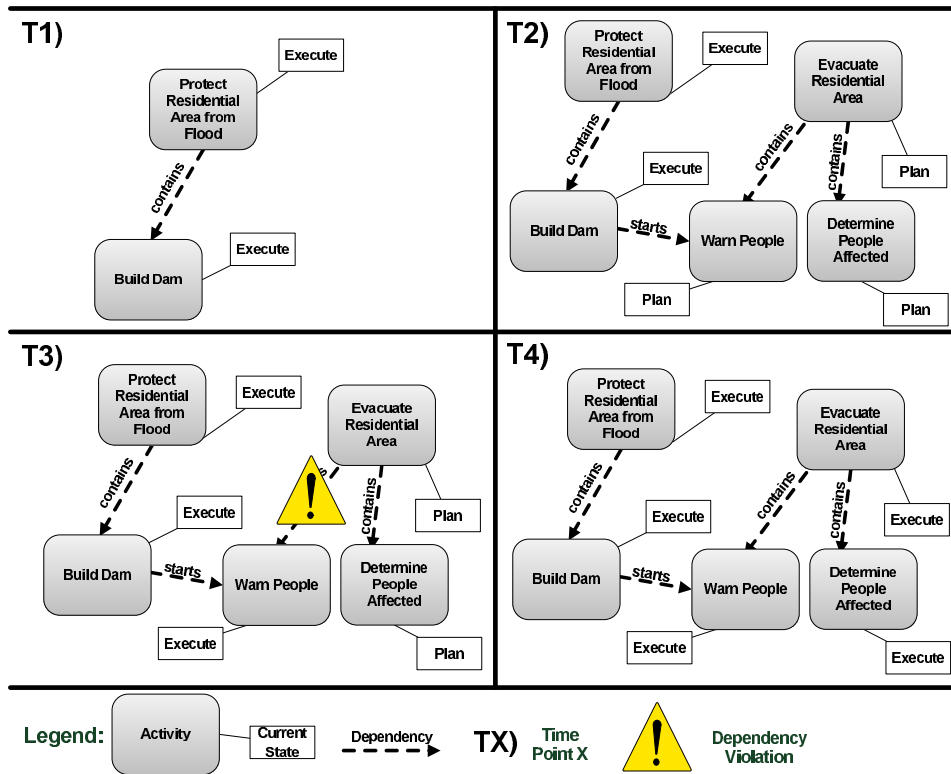 T1)
Execute
Protect
Residential
Area from
Flood
contains
Execute
Build Dam
T2)
Protect
Residential
Area from
Flood
Execute
Evacuate
Residential
Area
contains
contains
contains
Plan
Execute
Build Dam
starts
Warn People
Determine
People
Affected
Plan
Plan
T3)
Protect
Residential
Area from
Flood
Execute
Evacuate
Residential
Area
contains
s
contains
Plan
Execute
Build Dam
starts
Warn People
Determine
People
Affected
Execute
Plan
T4)
Protect
Residential
Area from
Flood
Execute
Evacuate
Residential
Area
contains
contains
contains
Execute
Execute
Build Dam
starts
Warn People
Determine
People
Affected
Execute
Execute
Legend:
Activity
Current
State
Dependency
TX)
Time
Point X
Dependency
Violation